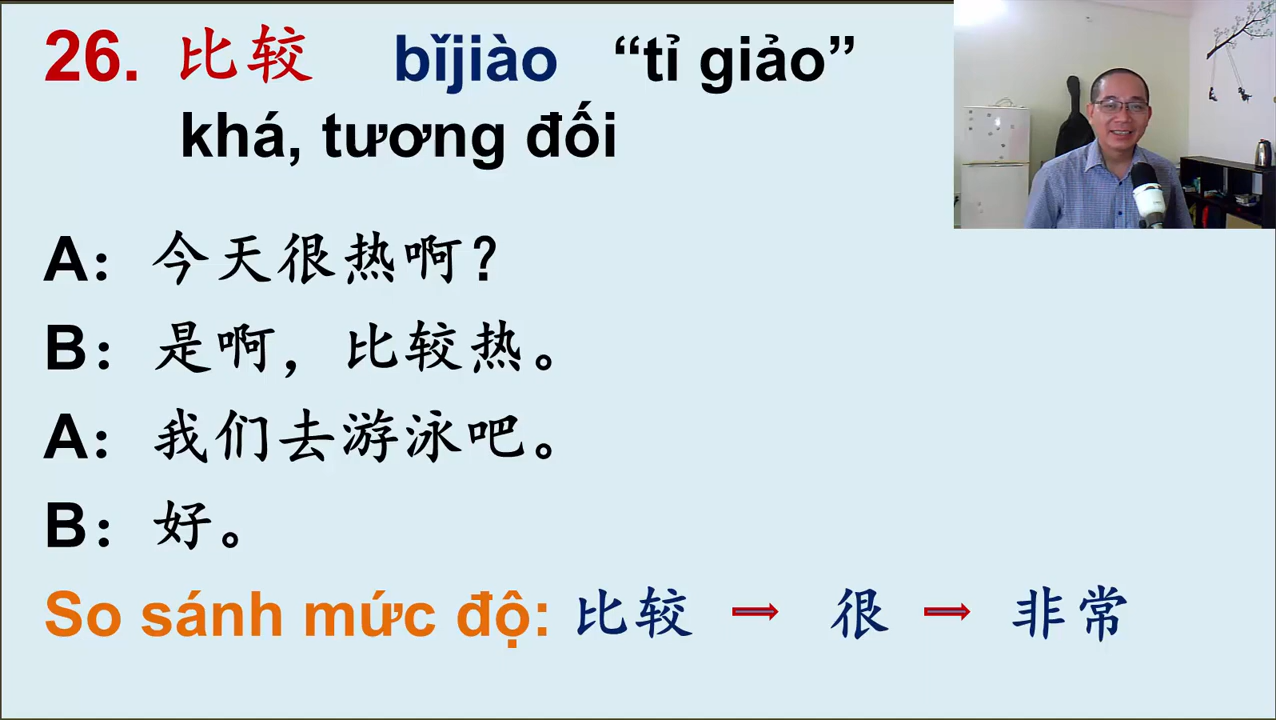 26. 比较 bǐjiào “tỉ giảo”
khá, tương đối
A：今天很热啊？
B：是啊，比较热。
A：我们去游泳吧。
B：好。
So sánh mức độ: 比较 ➞ 很 ➞ 非常